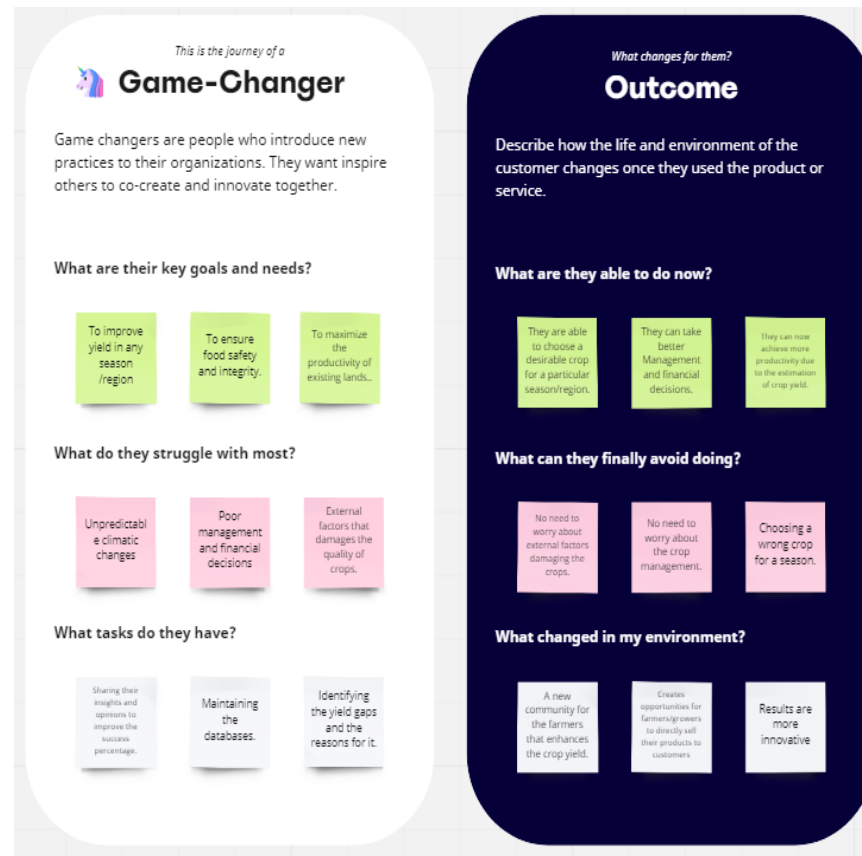 This is the journey of a
Game-Changer
Game changers are people who introduce new
practices to their organizations. They want inspire
others to co-create and innovate together.
What are their key goals and needs?
To improve
yield in any
season
/region
To ensure
food safety
and integrity.
To maximize
the
productivity of
existing lands..
What do they struggle with most?
Unpredictabl
e climatic
changes
Poor
management
and financial
decisions
External
factors that
damages the
quality of
crops.
What tasks do they have?
Sharing their
insights and
opinions to
improve the
success
percentage.
Maintaining
the
databases.
Identifying
the yield gaps
and the
reasons for it.
What changes for them?
Outcome
Describe how the life and environment of the
customer changes once they used the product or
service.
What are they able to do now?
They are able
to choose a
desirable crop
for a particular
season/region.
They can take
better
Management
and financial
decisions.
They can now
achieve more
productivity due
to the estimation
of crop yield.
What can they finally avoid doing?
No need to
worry about
external factors
damaging the
crops.
No need to
worry about
the crop
management.
Choosing a
wrong crop
for a season.
What changed in my environment?
A new
community for
the farmers
that enhances
the crop yield.
Creates
opportunities for
farmers/growers
to directly sell
their products to
customers
Results are
more
innovative